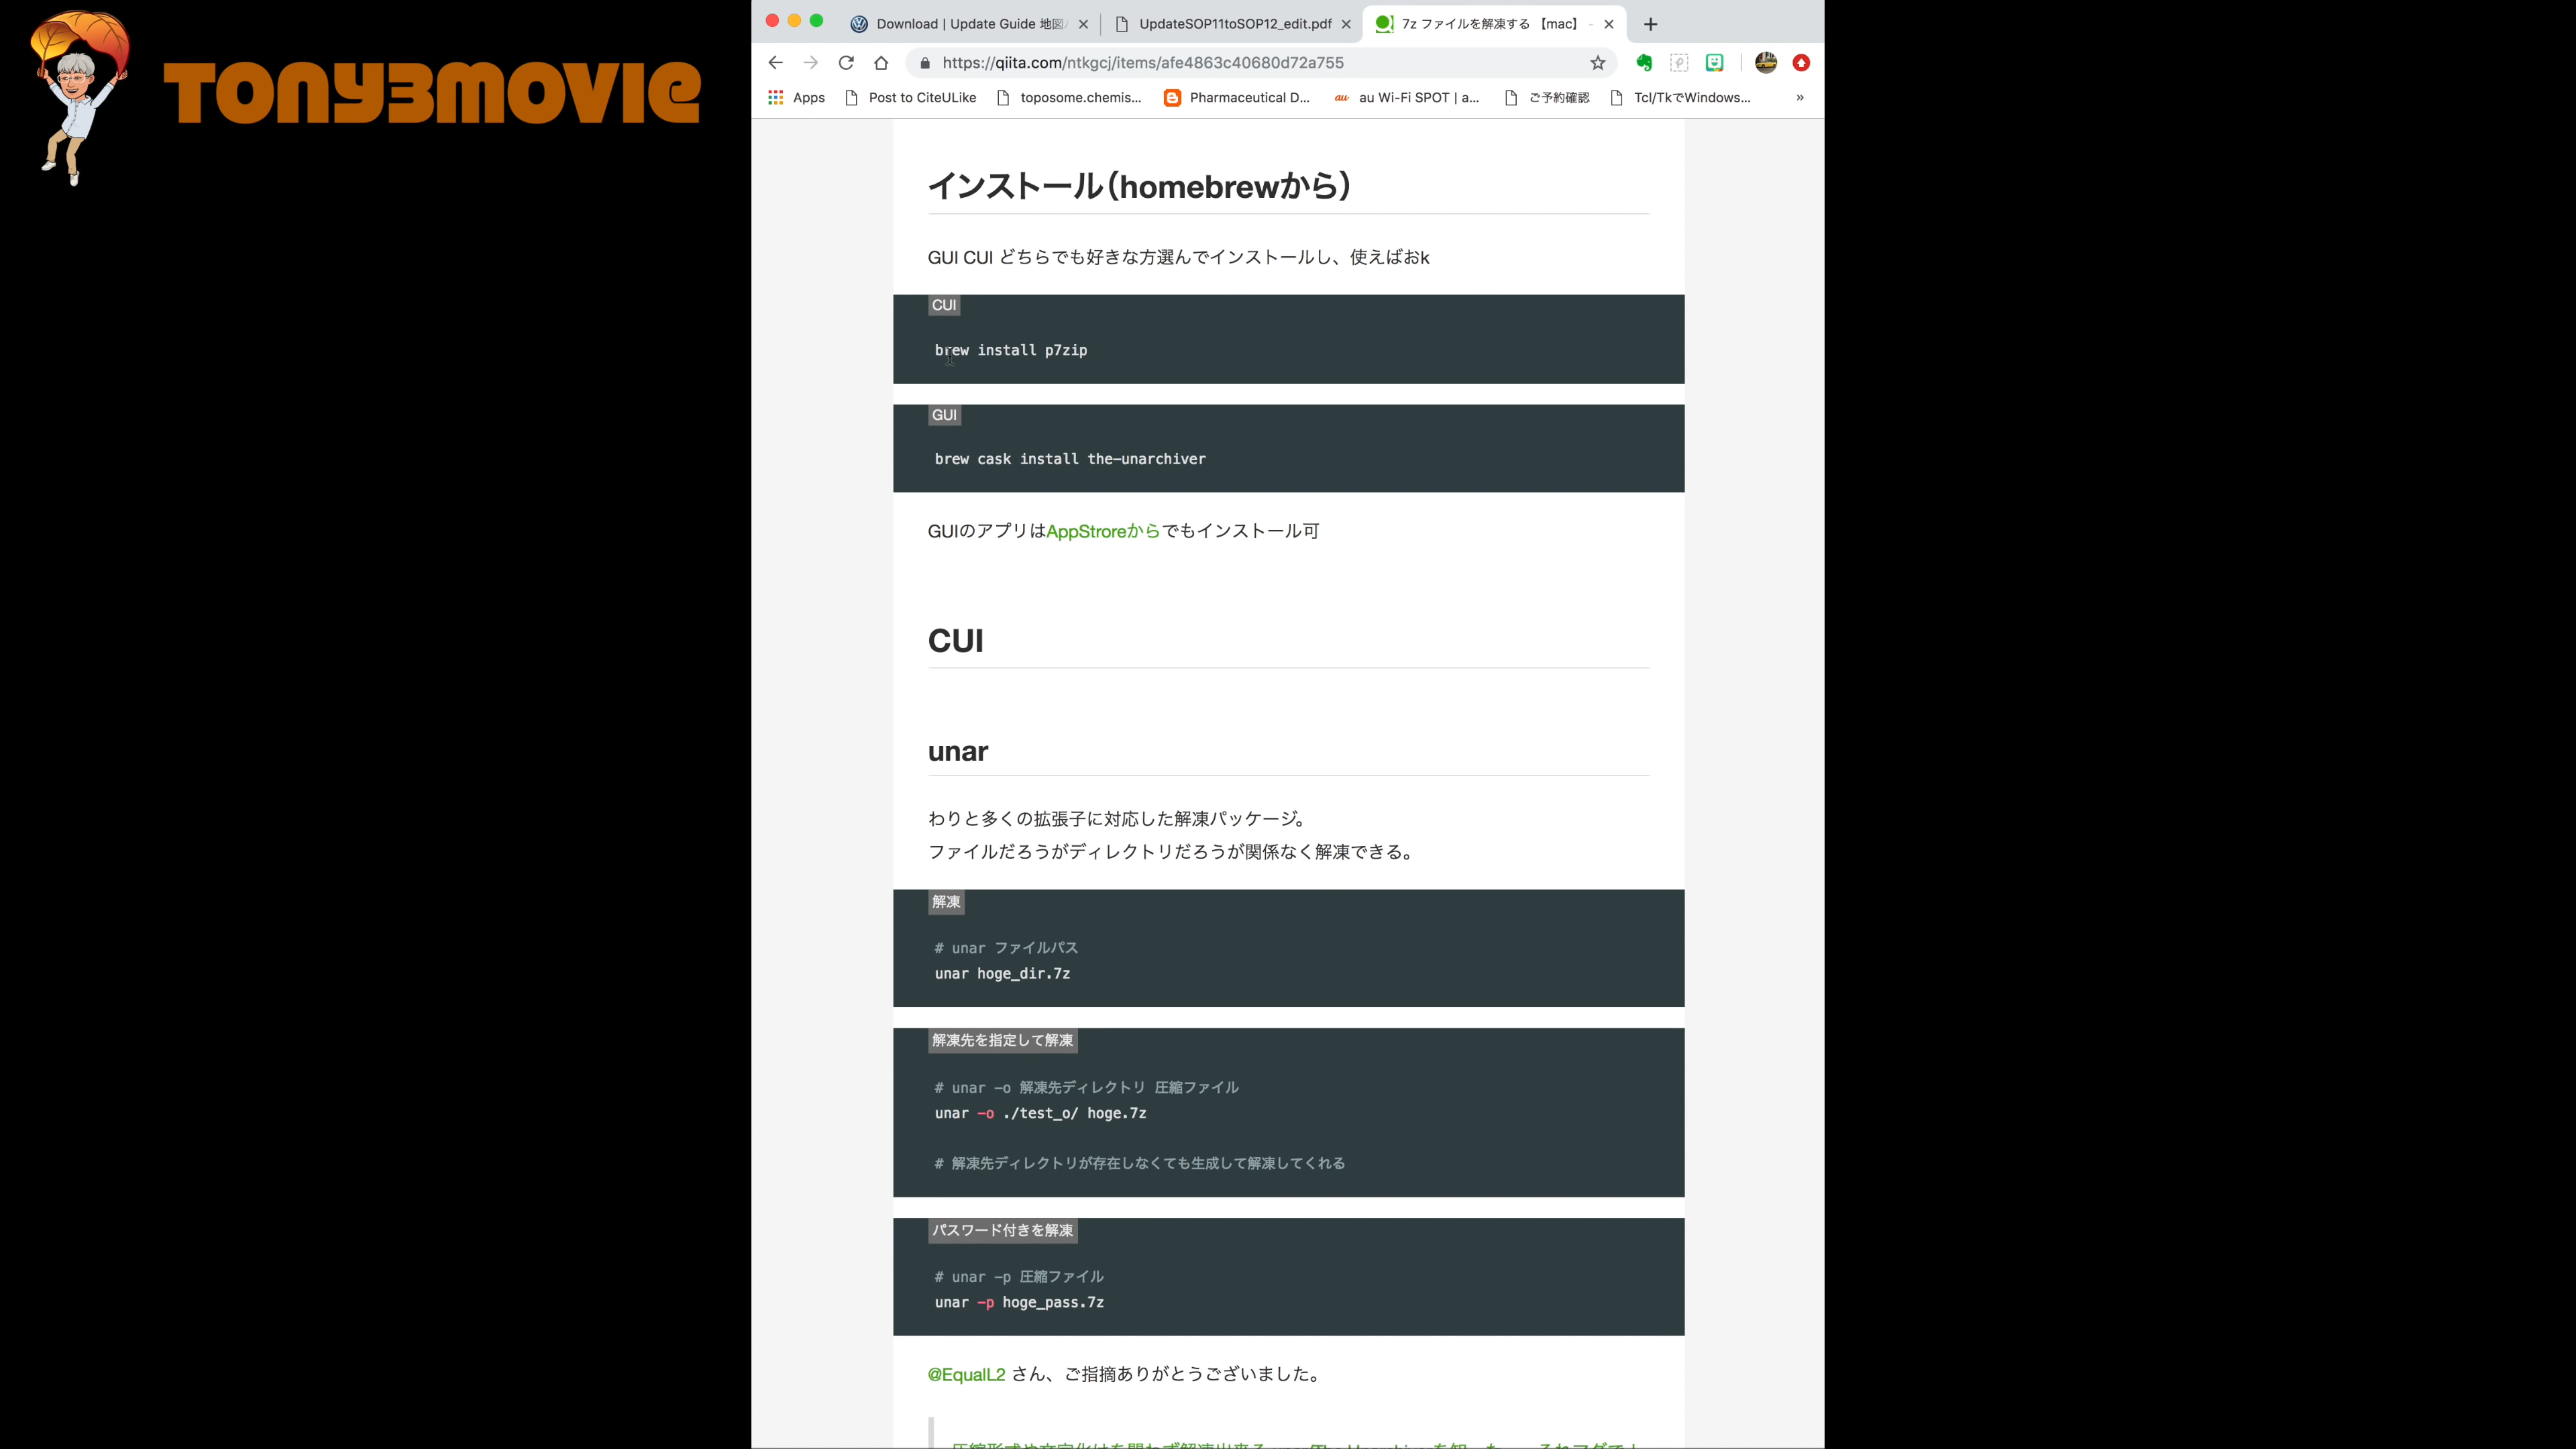 TONY3MOVIE
Download | Update Guide 地図
UpdateSOP11toSOP12_edit.pdf
7z ファイルを解凍する 【mac】 -
https://qiita.com/ntkgcj/items/afe4863c40680d72a755
Apps
Post to CiteULike
toposome.chemis...
Pharmaceutical D...
au Wi-Fi SPOT | a...
ご予約確認
Tcl/TkでWindows...
»
インストール(homebrewから)
GUI CUI どちらでも好きな方選んでインストールし、使えばおk
CUI
brew install p7zip
GUI
brew cask install the-unarchiver
GUIのアプリはAppStroreからでもインストール可
CUI
unar
わりと多くの拡張子に対応した解凍パッケージ。
ファイルだろうがディレクトリだろうが関係なく解凍できる。
解凍
# unar ファイルパス
unar hoge_dir.7z
解凍先を指定して解凍
# unar -o 解凍先ディレクトリ 圧縮ファイル
unar -o ./test_o/ hoge.7z
# 解凍先ディレクトリが存在しなくても生成して解凍してくれる
パスワード付きを解凍
# unar -p 圧縮ファイル
unar -p hoge_pass.7z
@EqualL2 さん、ご指摘ありがとうございました。